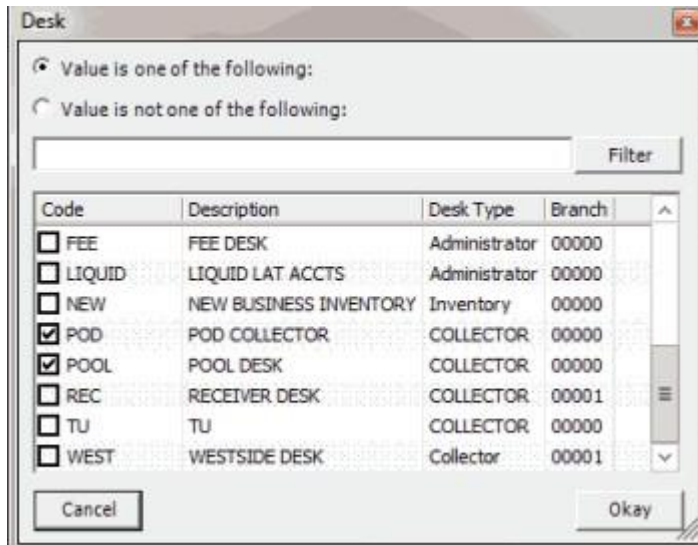 Desk
Value is one of the following:
Value is not one of the following:
Filter
Code Description Desk Type Branch
FEE FEE DESK Administrator 00000
LIQUID LIQUID LAT ACCTS Administrator 00000
NEW NEW BUSINESS INVENTORY Inventory 00000
POD POD COLLECTOR COLLECTOR 00000
POOL POOL DESK COLLECTOR 00000
REC RECEIVER DESK COLLECTOR 00001
TU TU COLLECTOR 00000
WEST WESTSIDE DESK Collector 00001
Cancel Okay